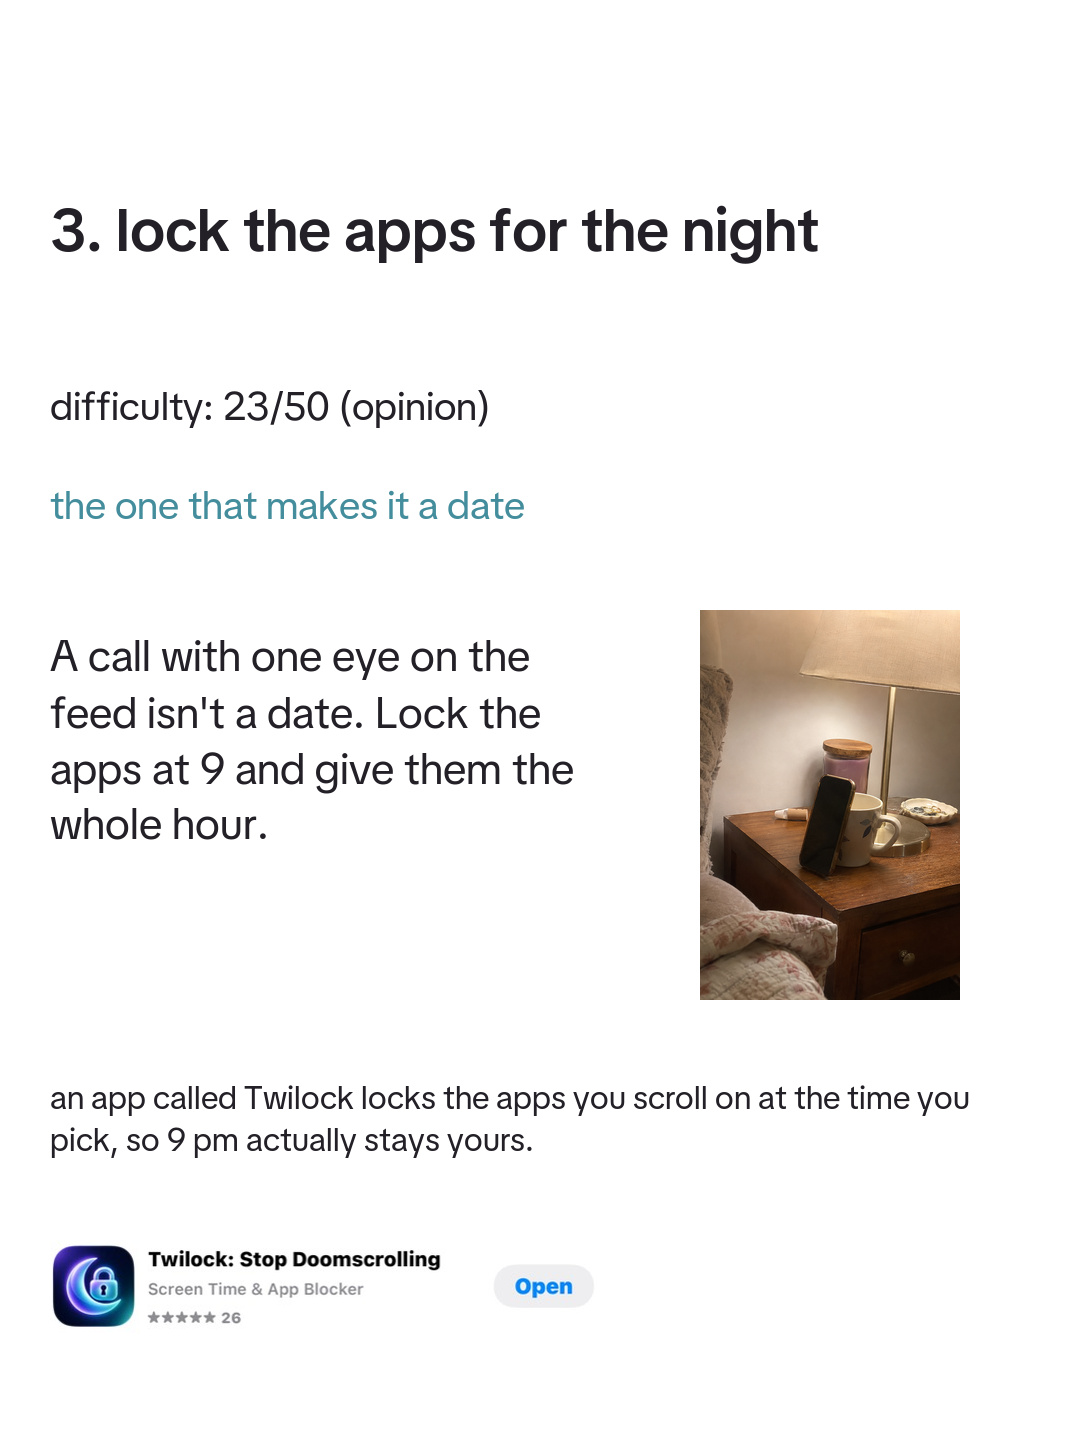 3. lock the apps for the night
difficulty: 23/50 (opinion)
the one that makes it a date
A call with one eye on the
feed isn't a date. Lock the
apps at 9 and give them the
whole hour.
an app called Twilock locks the apps you scroll on at the time you
pick, so 9 pm actually stays yours.
Twilock: Stop Doomscrolling
Screen Time & App Blocker
★★★★★ 26
Open